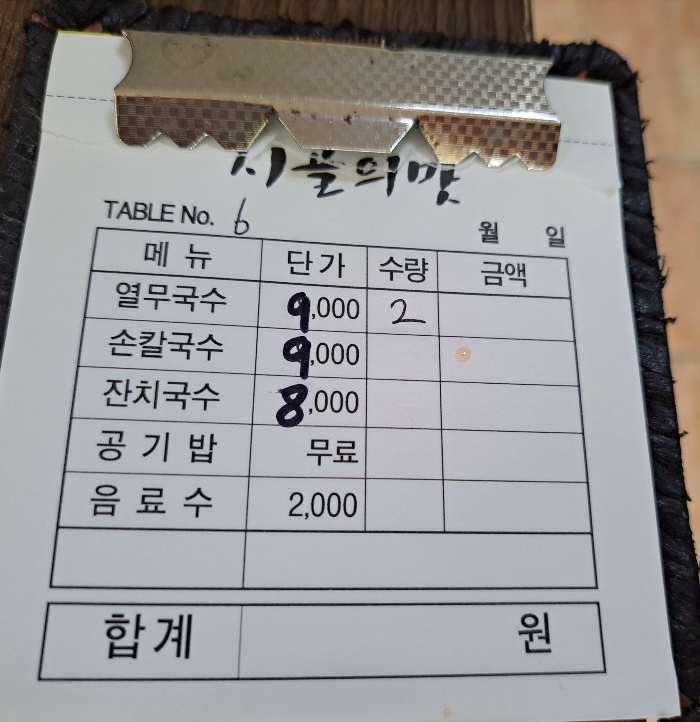 시골의맛
TABLE No. 6
월 일
메 뉴 단 가 수량 금액
열무국수 9,000 2
손칼국수 9,000
잔치국수 8,000
공 기 밥 무료
음 료 수 2,000
합계 원